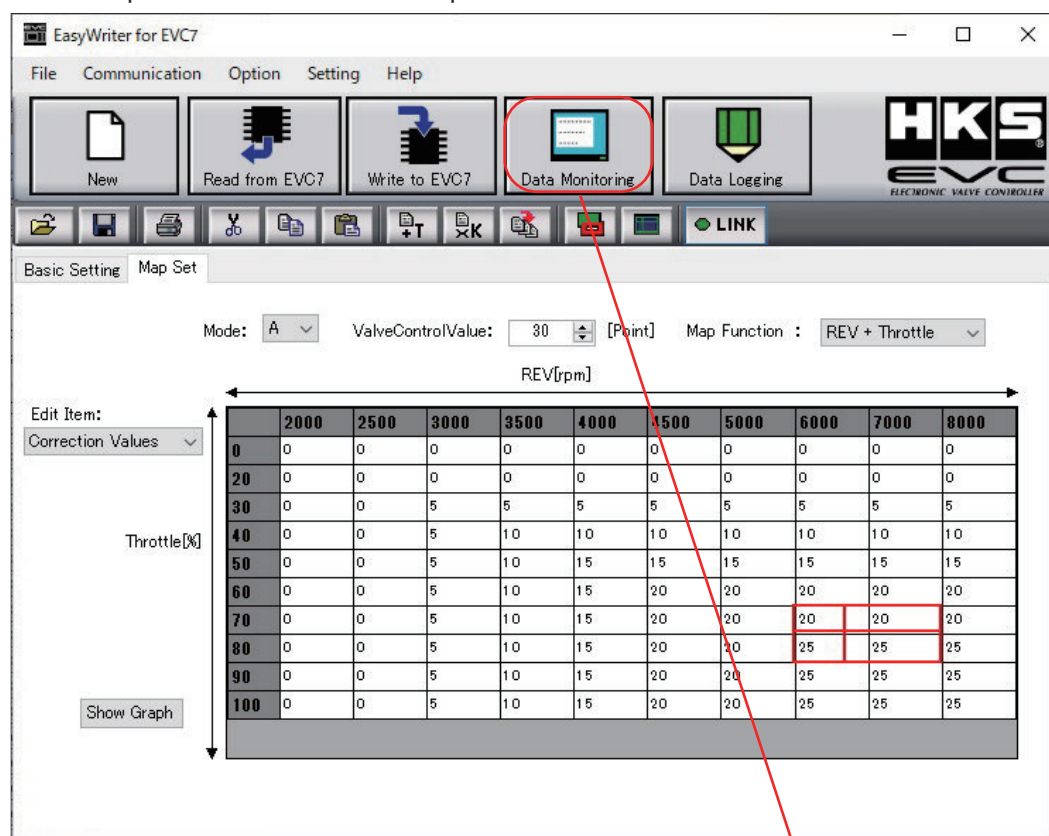 EasyWriter for EVC7
File Communication Option Setting Help
New Read from EVC7 Write to EVC7 Data Monitoring Data Logging
HKS
EVC
ELECTRONIC VALVE CONTROLLER
LINK
Basic Setting Map Set
Mode: A ValveControlValue: 30 [Point] Map Function : REV + Throttle
REV[rpm]
Edit Item:
Correction Values
Throttle[%]
2000 2500 3000 3500 4000 4500 5000 6000 7000 8000
0 0 0 0 0 0 0 0 0 0 0
20 0 0 0 0 0 0 0 0 0 0
30 0 0 5 5 5 5 5 5 5 5
40 0 0 5 10 10 10 10 10 10 10
50 0 0 5 10 15 15 15 15 15 15
60 0 0 5 10 15 20 20 20 20 20
70 0 0 5 10 15 20 20 20 20 20
80 0 0 5 10 15 20 20 25 25 25
90 0 0 5 10 15 20 20 25 25 25
100 0 0 5 10 15 20 20 25 25 25
Show Graph